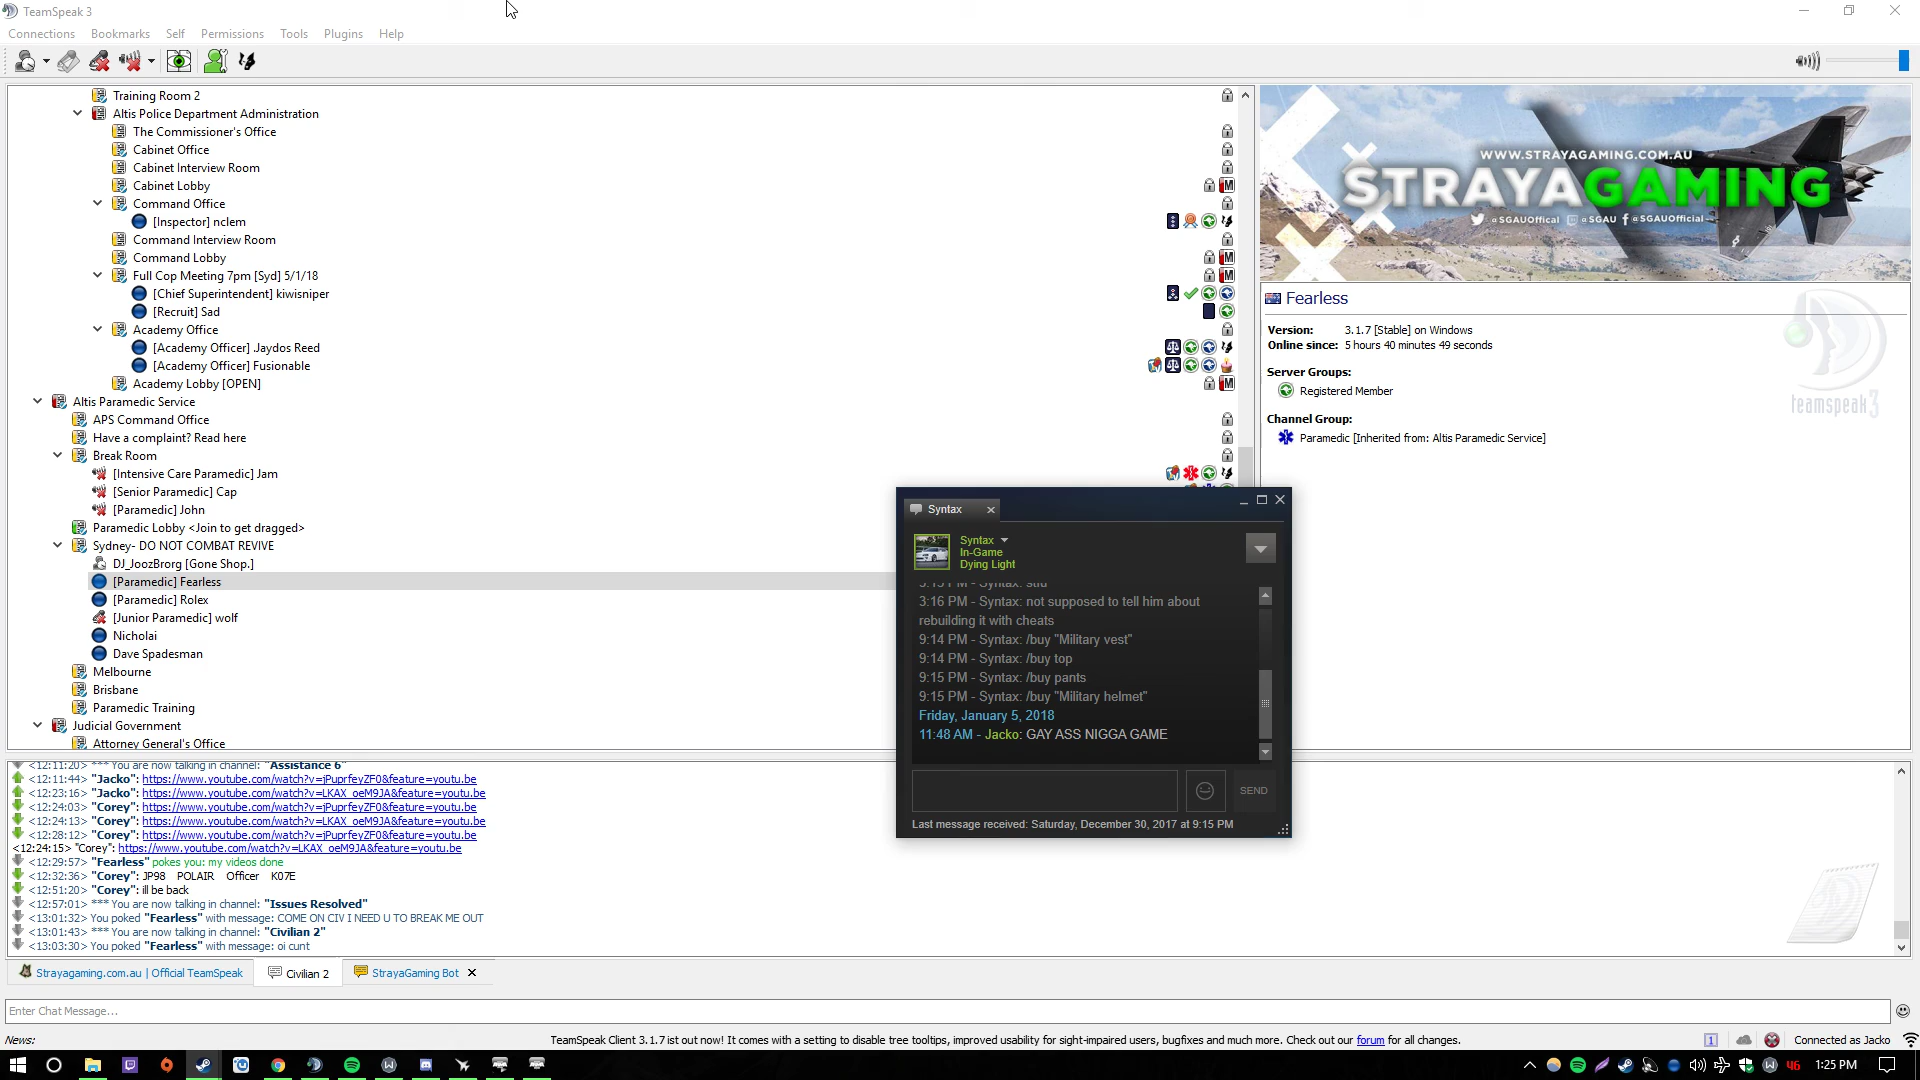 TeamSpeak 3
Connections Bookmarks Self Permissions Tools Plugins Help
Training Room 2
Altis Police Department Administration
The Commissioner's Office
Cabinet Office
Cabinet Interview Room
Cabinet Lobby
Command Office
[Inspector] nclem
Command Interview Room
Command Lobby
Full Cop Meeting 7pm [Syd] 5/1/18
[Chief Superintendent] kiwisniper
[Recruit] Sad
Academy Office
[Academy Officer] Jaydos Reed
[Academy Officer] Fusionable
Academy Lobby [OPEN]
Altis Paramedic Service
APS Command Office
Have a complaint? Read here
Break Room
[Intensive Care Paramedic] Jam
[Senior Paramedic] Cap
[Paramedic] John
Paramedic Lobby <Join to get dragged>
Sydney- DO NOT COMBAT REVIVE
DJ_JoozBrorg [Gone Shop.]
[Paramedic] Fearless
[Paramedic] Rolex
[Junior Paramedic] wolf
Nicholai
Dave Spadesman
Melbourne
Brisbane
Paramedic Training
Judicial Government
Attorney General's Office
WWW.STRAYAGAMING.COM.AU
STRAYAGAMING
@SGAUOffical @SGAU @SGAUOfficial
Fearless
Version: 3.1.7 [Stable] on Windows
Online since: 5 hours 40 minutes 49 seconds
Server Groups:
Registered Member
Channel Group:
Paramedic [Inherited from: Altis Paramedic Service]
teamspeak3
Syntax
Syntax
In-Game
Dying Light
3:15 PM - Syntax: stfu
3:16 PM - Syntax: not supposed to tell him about
rebuilding it with cheats
9:14 PM - Syntax: /buy "Military vest"
9:14 PM - Syntax: /buy top
9:15 PM - Syntax: /buy pants
9:15 PM - Syntax: /buy "Military helmet"
Friday, January 5, 2018
11:48 AM - Jacko: GAY ASS NIGGA GAME
SEND
Last message received: Saturday, December 30, 2017 at 9:15 PM
<12:11:20> *** You are now talking in channel: "Assistance 6"
<12:11:44> "Jacko": https://www.youtube.com/watch?v=jPuprfeyZF0&feature=youtu.be
<12:23:16> "Jacko": https://www.youtube.com/watch?v=LKAX_oeM9JA&feature=youtu.be
<12:24:03> "Corey": https://www.youtube.com/watch?v=jPuprfeyZF0&feature=youtu.be
<12:24:13> "Corey": https://www.youtube.com/watch?v=LKAX_oeM9JA&feature=youtu.be
<12:28:12> "Corey": https://www.youtube.com/watch?v=jPuprfeyZF0&feature=youtu.be
<12:24:15> "Corey": https://www.youtube.com/watch?v=LKAX_oeM9JA&feature=youtu.be
<12:29:57> "Fearless" pokes you: my videos done
<12:32:36> "Corey": JP98 POLAIR Officer K07E
<12:51:20> "Corey": ill be back
<12:57:01> *** You are now talking in channel: "Issues Resolved"
<13:01:32> You poked "Fearless" with message: COME ON CIV I NEED U TO BREAK ME OUT
<13:01:43> *** You are now talking in channel: "Civilian 2"
<13:03:30> You poked "Fearless" with message: oi cunt
Strayagaming.com.au | Official TeamSpeak Civilian 2 StrayaGaming Bot
Enter Chat Message...
News: TeamSpeak Client 3.1.7 ist out now! It comes with a setting to disable tree tooltips, improved usability for sight-impaired users, bugfixes and much more. Check out our forum for all changes. 1 Connected as Jacko
46 1:25 PM